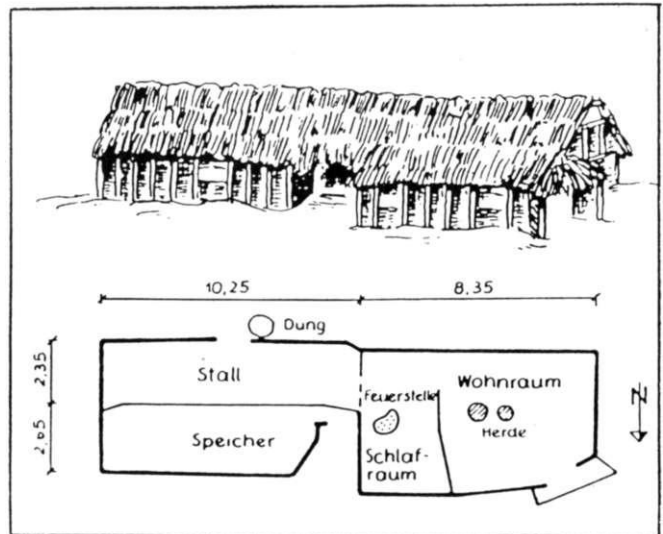 10,25
8,35
Dung
2,35
Stall
Feuerstelle
Wohnraum
Herde
N
2,05
Speicher
Schlaf-
raum